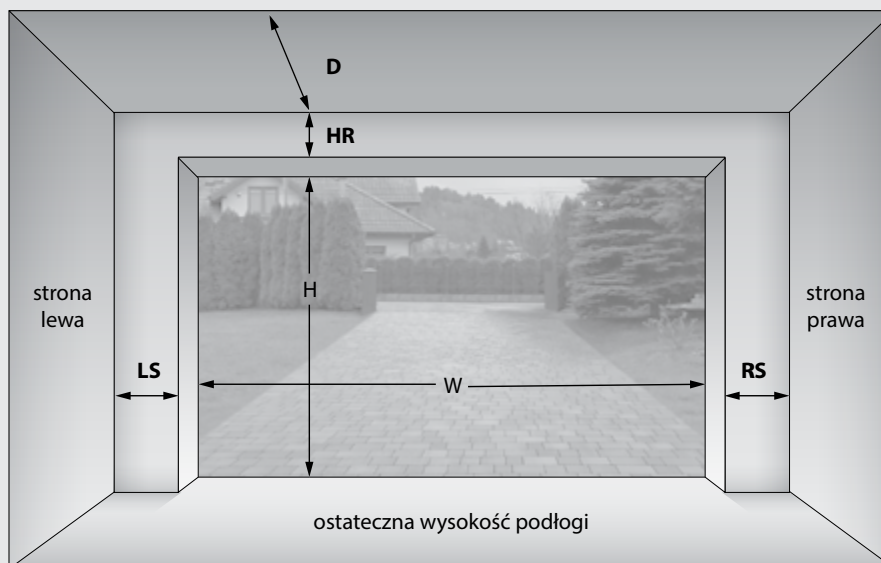 D
HR
H
strona
lewa
strona
prawa
LS
W
RS
ostateczna wysokość podłogi